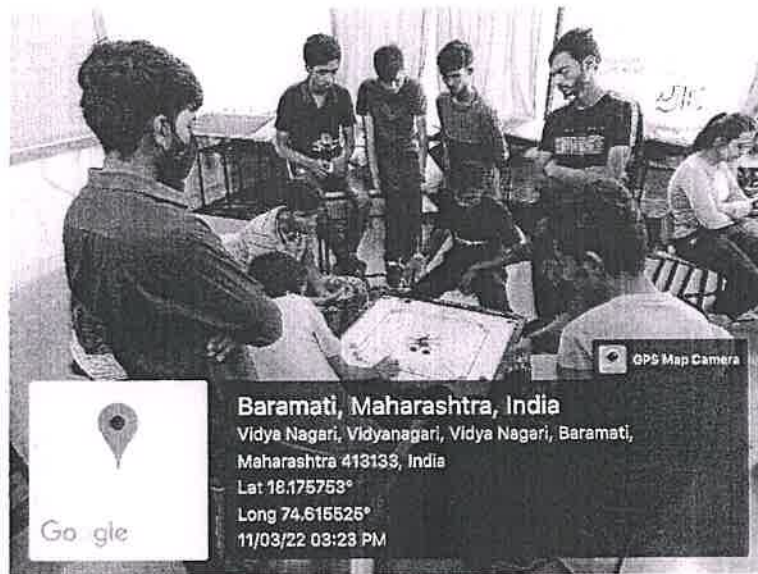 GPS Map Camera
Baramati, Maharashtra, India
Vidya Nagari, Vidyanagari, Vidya Nagari, Baramati,
Maharashtra 413133, India
Lat 18.175753°
Long 74.615525°
11/03/22 03:23 PM
Google